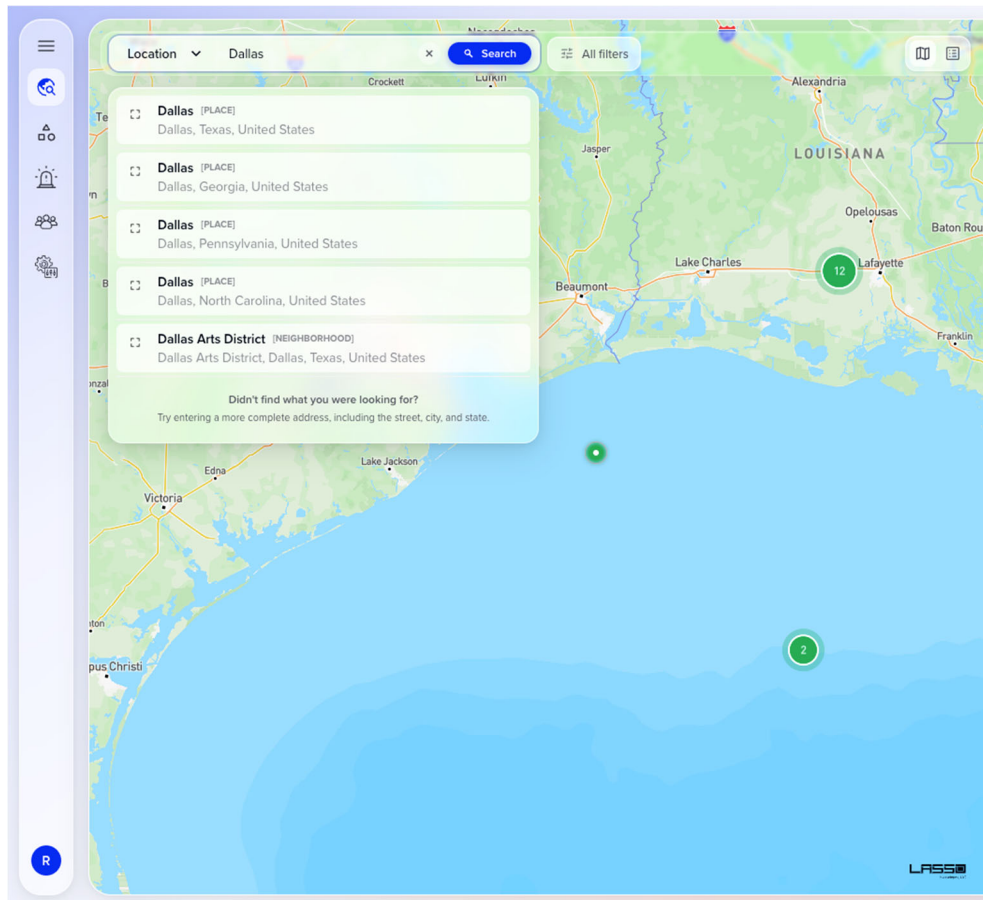 Location
Dallas
×
Search
All filters
Dallas [PLACE]
Dallas, Texas, United States
Dallas [PLACE]
Dallas, Georgia, United States
Dallas [PLACE]
Dallas, Pennsylvania, United States
Dallas [PLACE]
Dallas, North Carolina, United States
Dallas Arts District [NEIGHBORHOOD]
Dallas Arts District, Dallas, Texas, United States
Didn't find what you were looking for?
Try entering a more complete address, including the street, city, and state.
Crockett
Lufkin
Alexandria
Jasper
LOUISIANA
Opelousas
Baton Rou
Lake Charles
12
Lafayette
Beaumont
Franklin
Lake Jackson
Edna
Victoria
2
pus Christi
R
LASSO